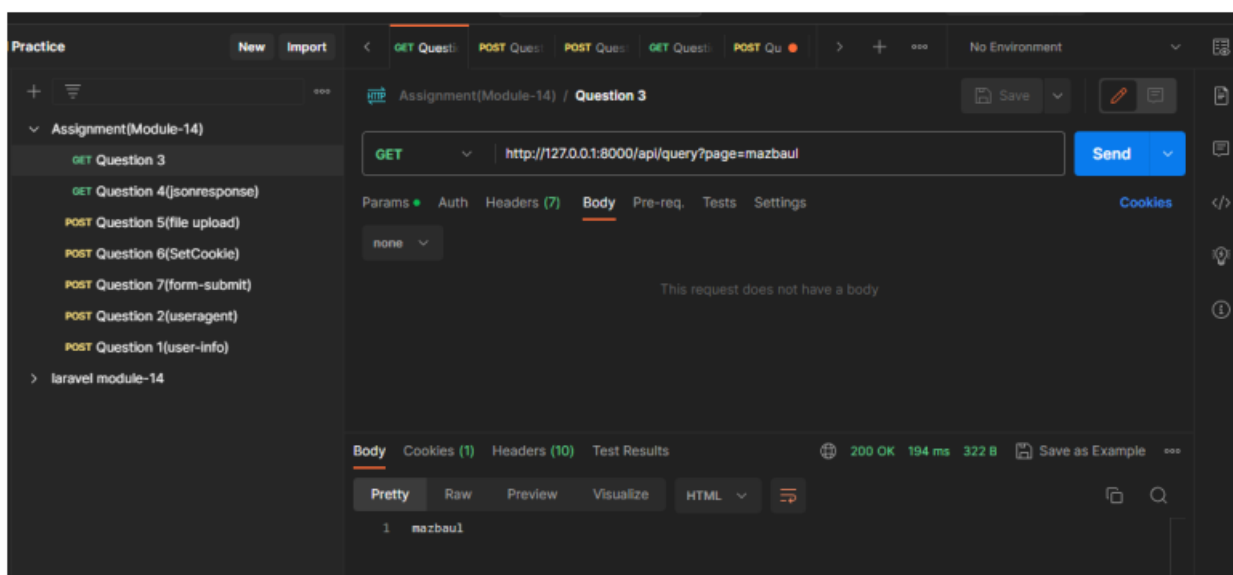 Practice New Import
GET Questi POST Ques POST Ques GET Questi POST Qu No Environment
Assignment(Module-14) / Question 3 Save
Assignment(Module-14)
GET Question 3
GET Question 4(jsonresponse)
POST Question 5(file upload)
POST Question 6(SetCookie)
POST Question 7(form-submit)
POST Question 2(useragent)
POST Question 1(user-info)
laravel module-14
HTTP
GET http://127.0.0.1:8000/api/query?page=mazbaul Send
Params Auth Headers (7) Body Pre-req. Tests Settings Cookies
none
This request does not have a body
Body Cookies (1) Headers (10) Test Results 200 OK 194 ms 322 B Save as Example
Pretty Raw Preview Visualize HTML
1 mazbaul